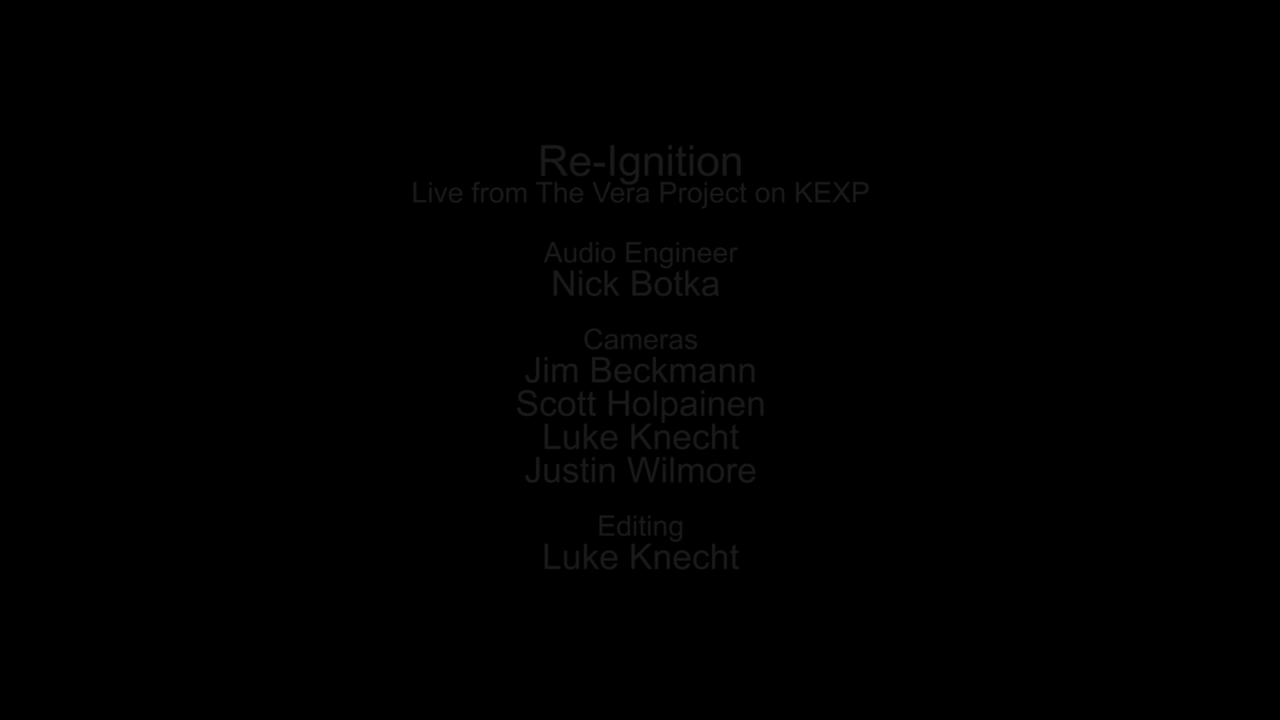 Re-Ignition
Live from The Vera Project on KEXP
Audio Engineer
Nick Botka
Cameras
Jim Beckmann
Scott Holpainen
Luke Knecht
Justin Wilmore
Editing
Luke Knecht